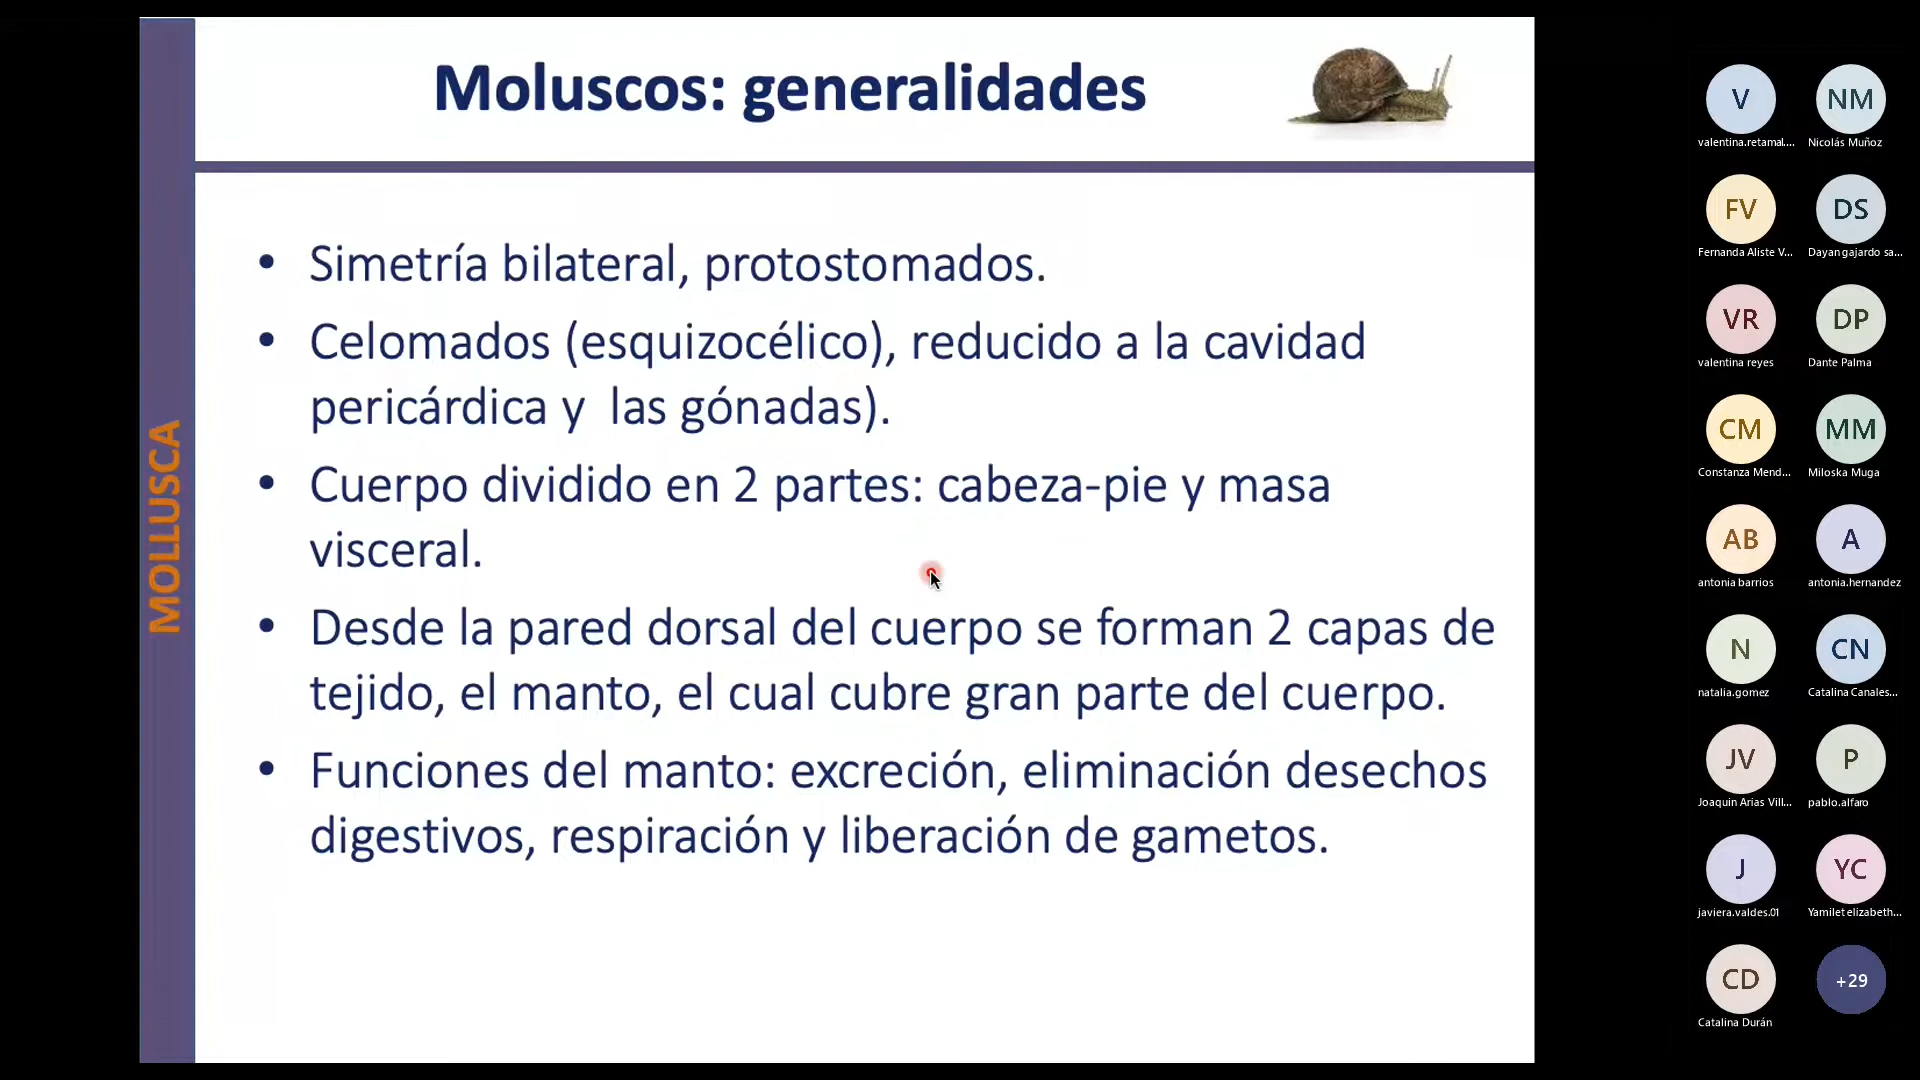 Moluscos: generalidades
MOLLUSCA
• Simetría bilateral, protostomados.
• Celomados (esquizocélico), reducido a la cavidad
pericárdica y  las gónadas).
• Cuerpo dividido en 2 partes: cabeza-pie y masa
visceral.
• Desde la pared dorsal del cuerpo se forman 2 capas de
tejido, el manto, el cual cubre gran parte del cuerpo.
• Funciones del manto: excreción, eliminación desechos
digestivos, respiración y liberación de gametos.
V
valentina.retamal....
NM
Nicolás Muñoz
FV
Fernanda Aliste V...
DS
Dayan gajardo sa...
VR
valentina reyes
DP
Dante Palma
CM
Constanza Mend...
MM
Miloska Muga
AB
antonia barrios
A
antonia.hernandez
N
natalia.gomez
CN
Catalina Canales...
JV
Joaquin Arias Vill...
P
pablo.alfaro
J
javiera.valdes.01
YC
Yamilet elizabeth...
CD
Catalina Durán
+29